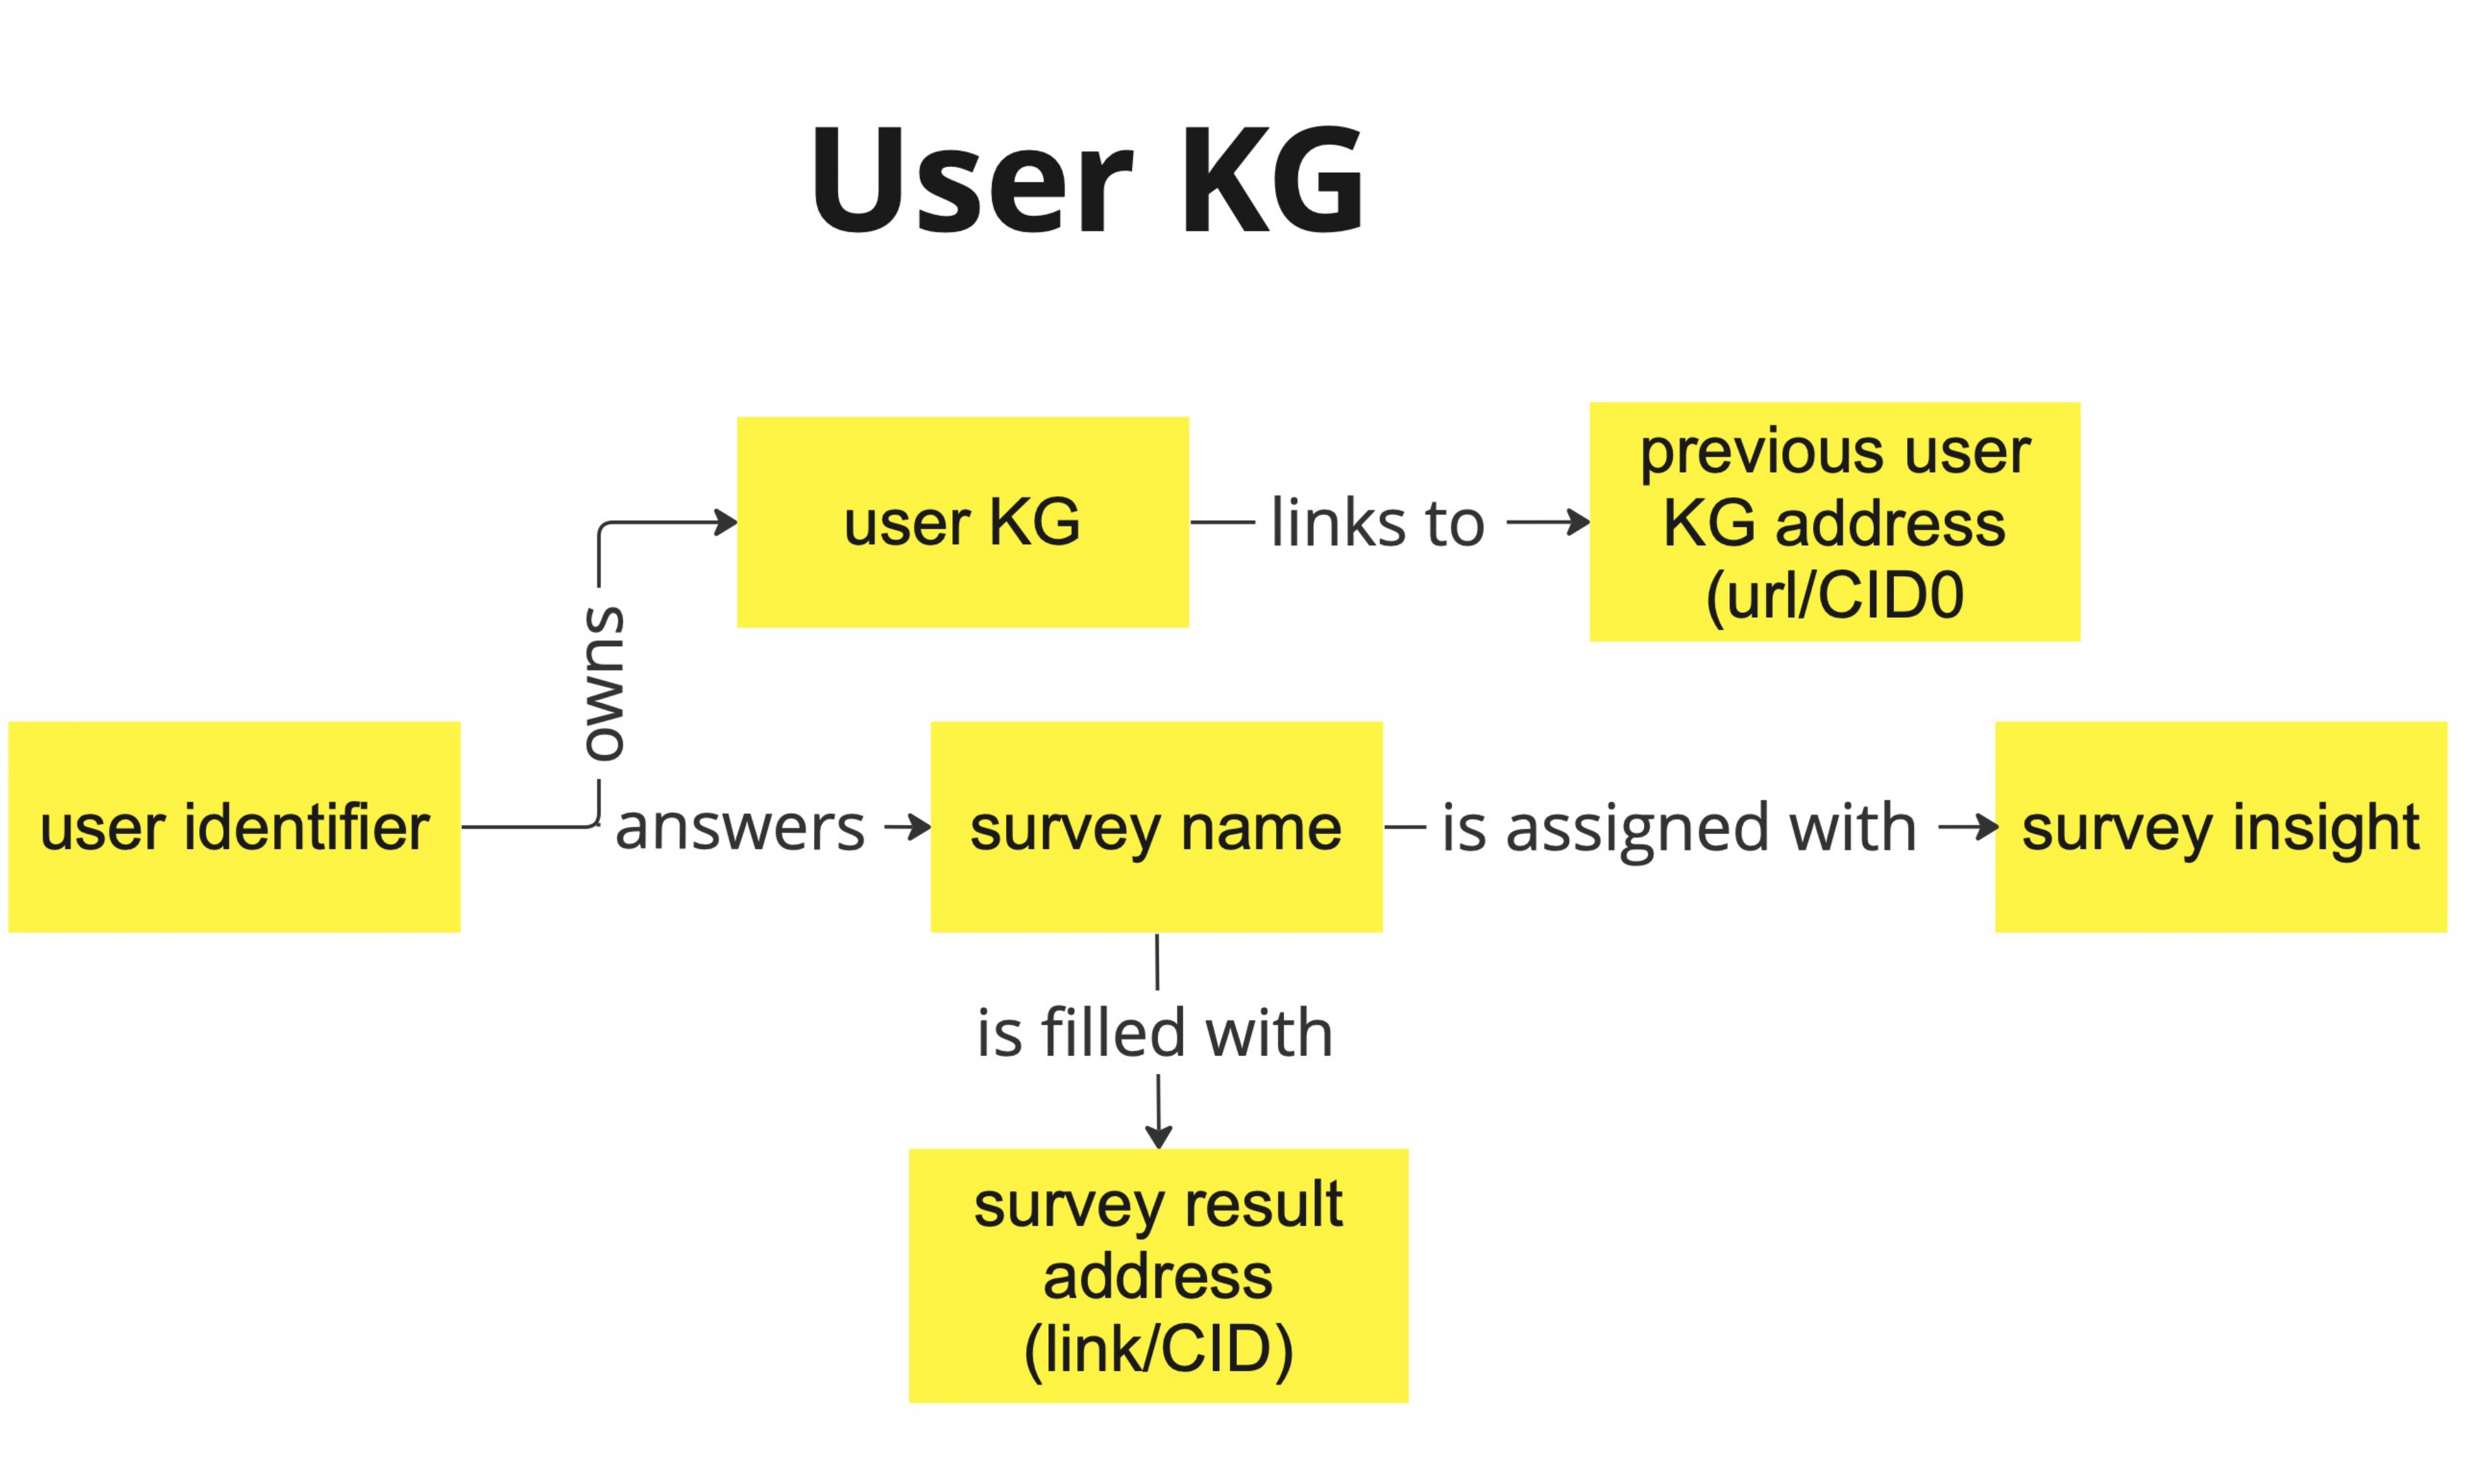 User KG
user KG
links to
previous user
KG address
(url/CID0
owns
user identifier
answers
survey name
is assigned with
survey insight
is filled with
survey result
address
(link/CID)